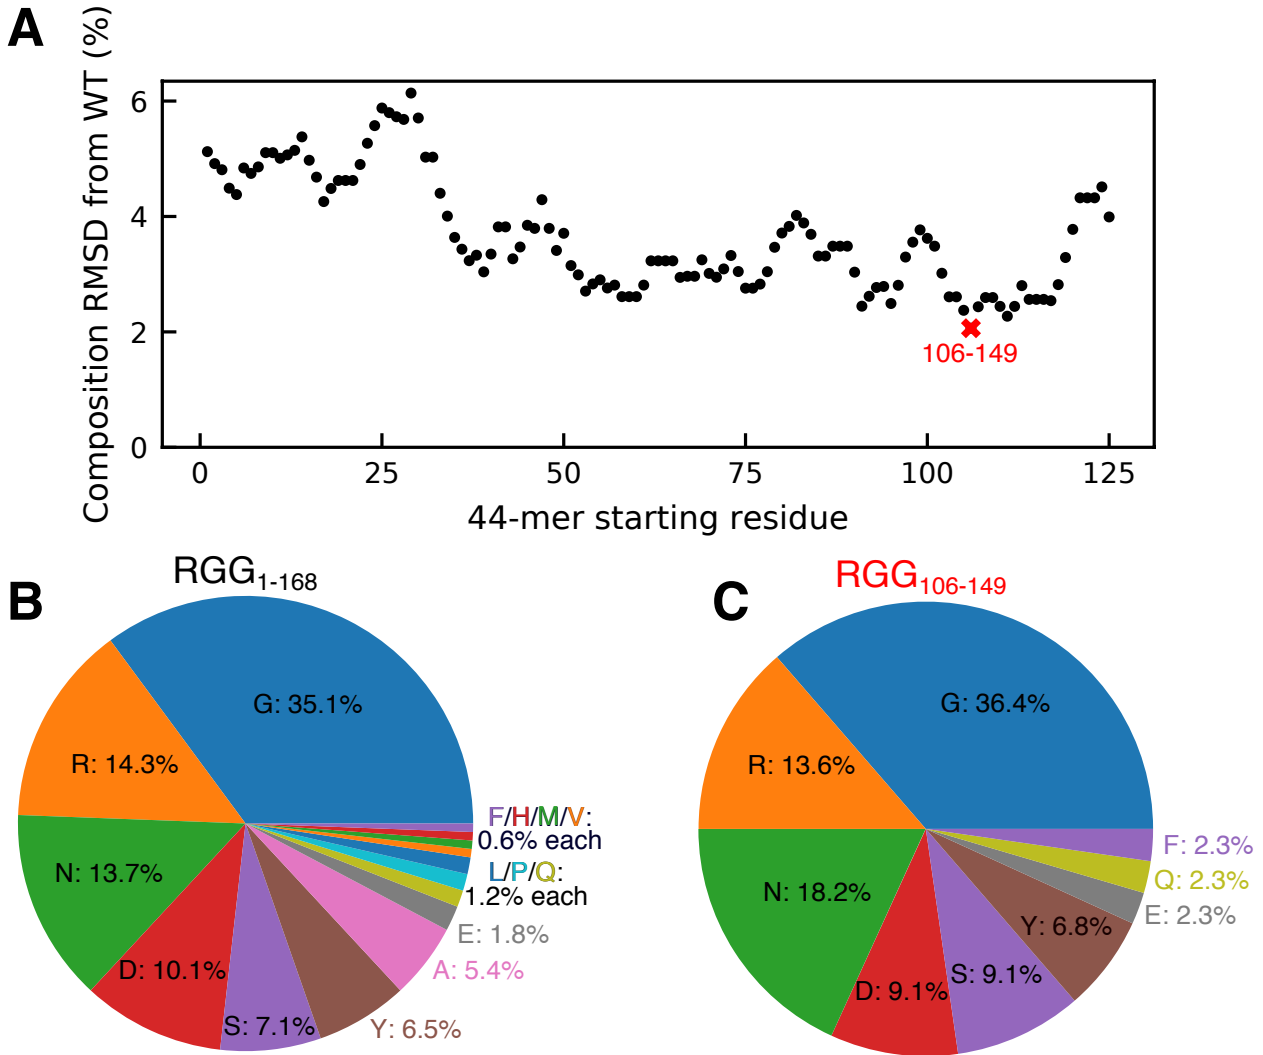 A
Composition RMSD from WT (%)
6
4
2
0
106-149
0 25 50 75 100 125
44-mer starting residue
B
RGG1-168
G: 35.1%
R: 14.3%
N: 13.7%
D: 10.1%
S: 7.1%
Y: 6.5%
A: 5.4%
E: 1.8%
L/P/Q:
1.2% each
F/H/M/V:
0.6% each
C
RGG106-149
G: 36.4%
R: 13.6%
N: 18.2%
D: 9.1%
S: 9.1%
Y: 6.8%
E: 2.3%
Q: 2.3%
F: 2.3%